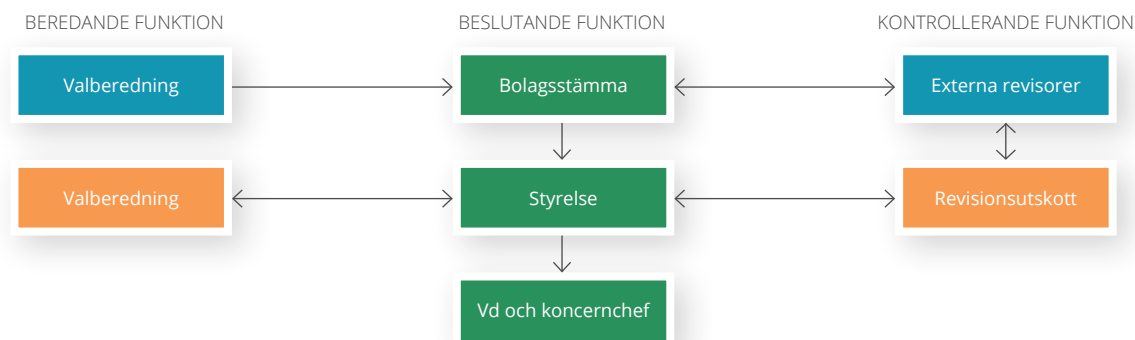 BEREDANDE FUNKTION
BESLUTANDE FUNKTION
KONTROLLERANDE FUNKTION
Valberedning
Bolagsstämma
Externa revisorer
Valberedning
Styrelse
Revisionsutskott
Vd och koncernchef